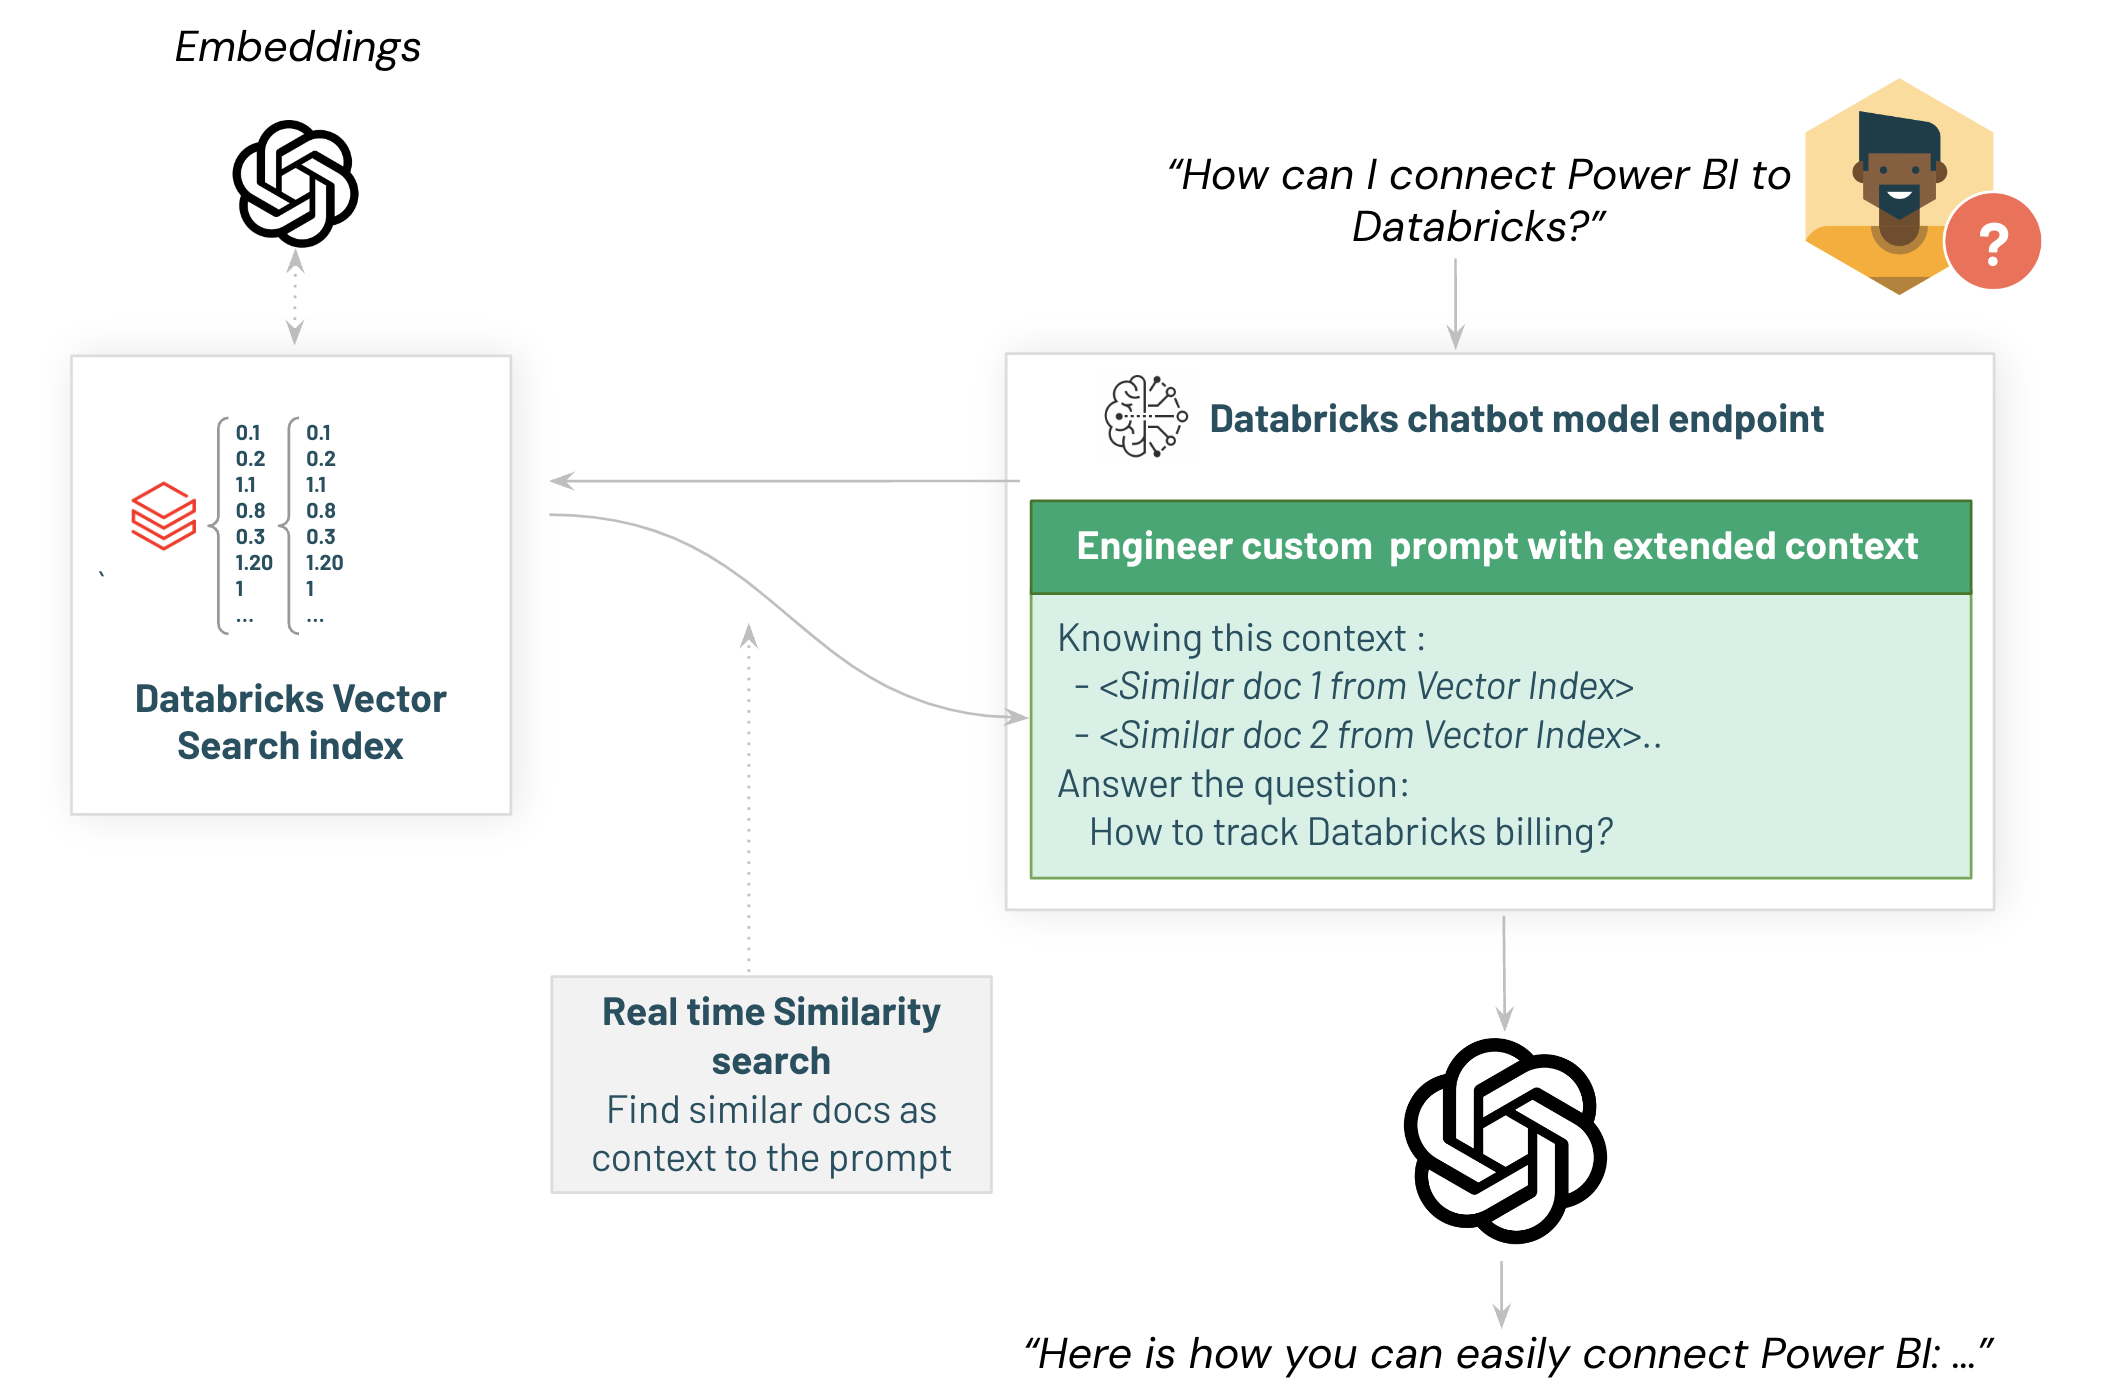 Embeddings
“How can I connect Power BI to
Databricks?”
?
Databricks chatbot model endpoint
0.1 0.1
0.2 0.2
1.1 1.1
0.8 0.8
0.3 0.3
1.20 1.20
1 1
... ...
`
Databricks Vector
Search index
Engineer custom  prompt with extended context
Knowing this context :
- <Similar doc 1 from Vector Index>
- <Similar doc 2 from Vector Index>..
Answer the question:
How to track Databricks billing?
Real time Similarity
search
Find similar docs as
context to the prompt
“Here is how you can easily connect Power BI: ...”